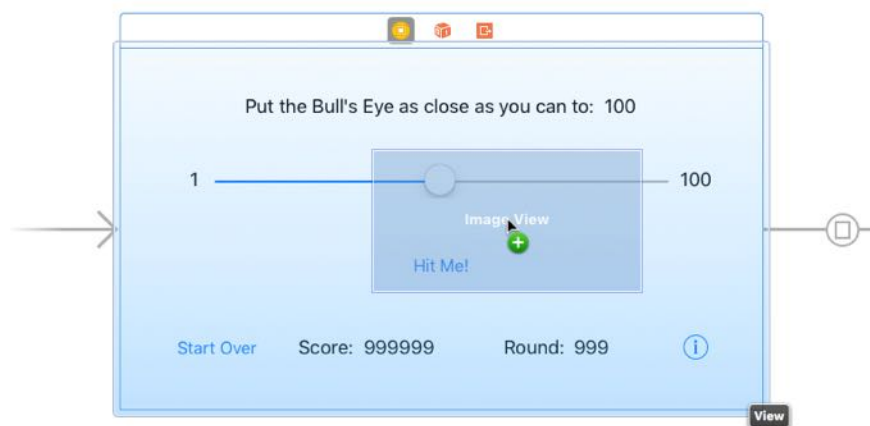 Put the Bull's Eye as close as you can to: 100
1 100
Image View
Hit Me!
Start Over Score: 999999 Round: 999
View